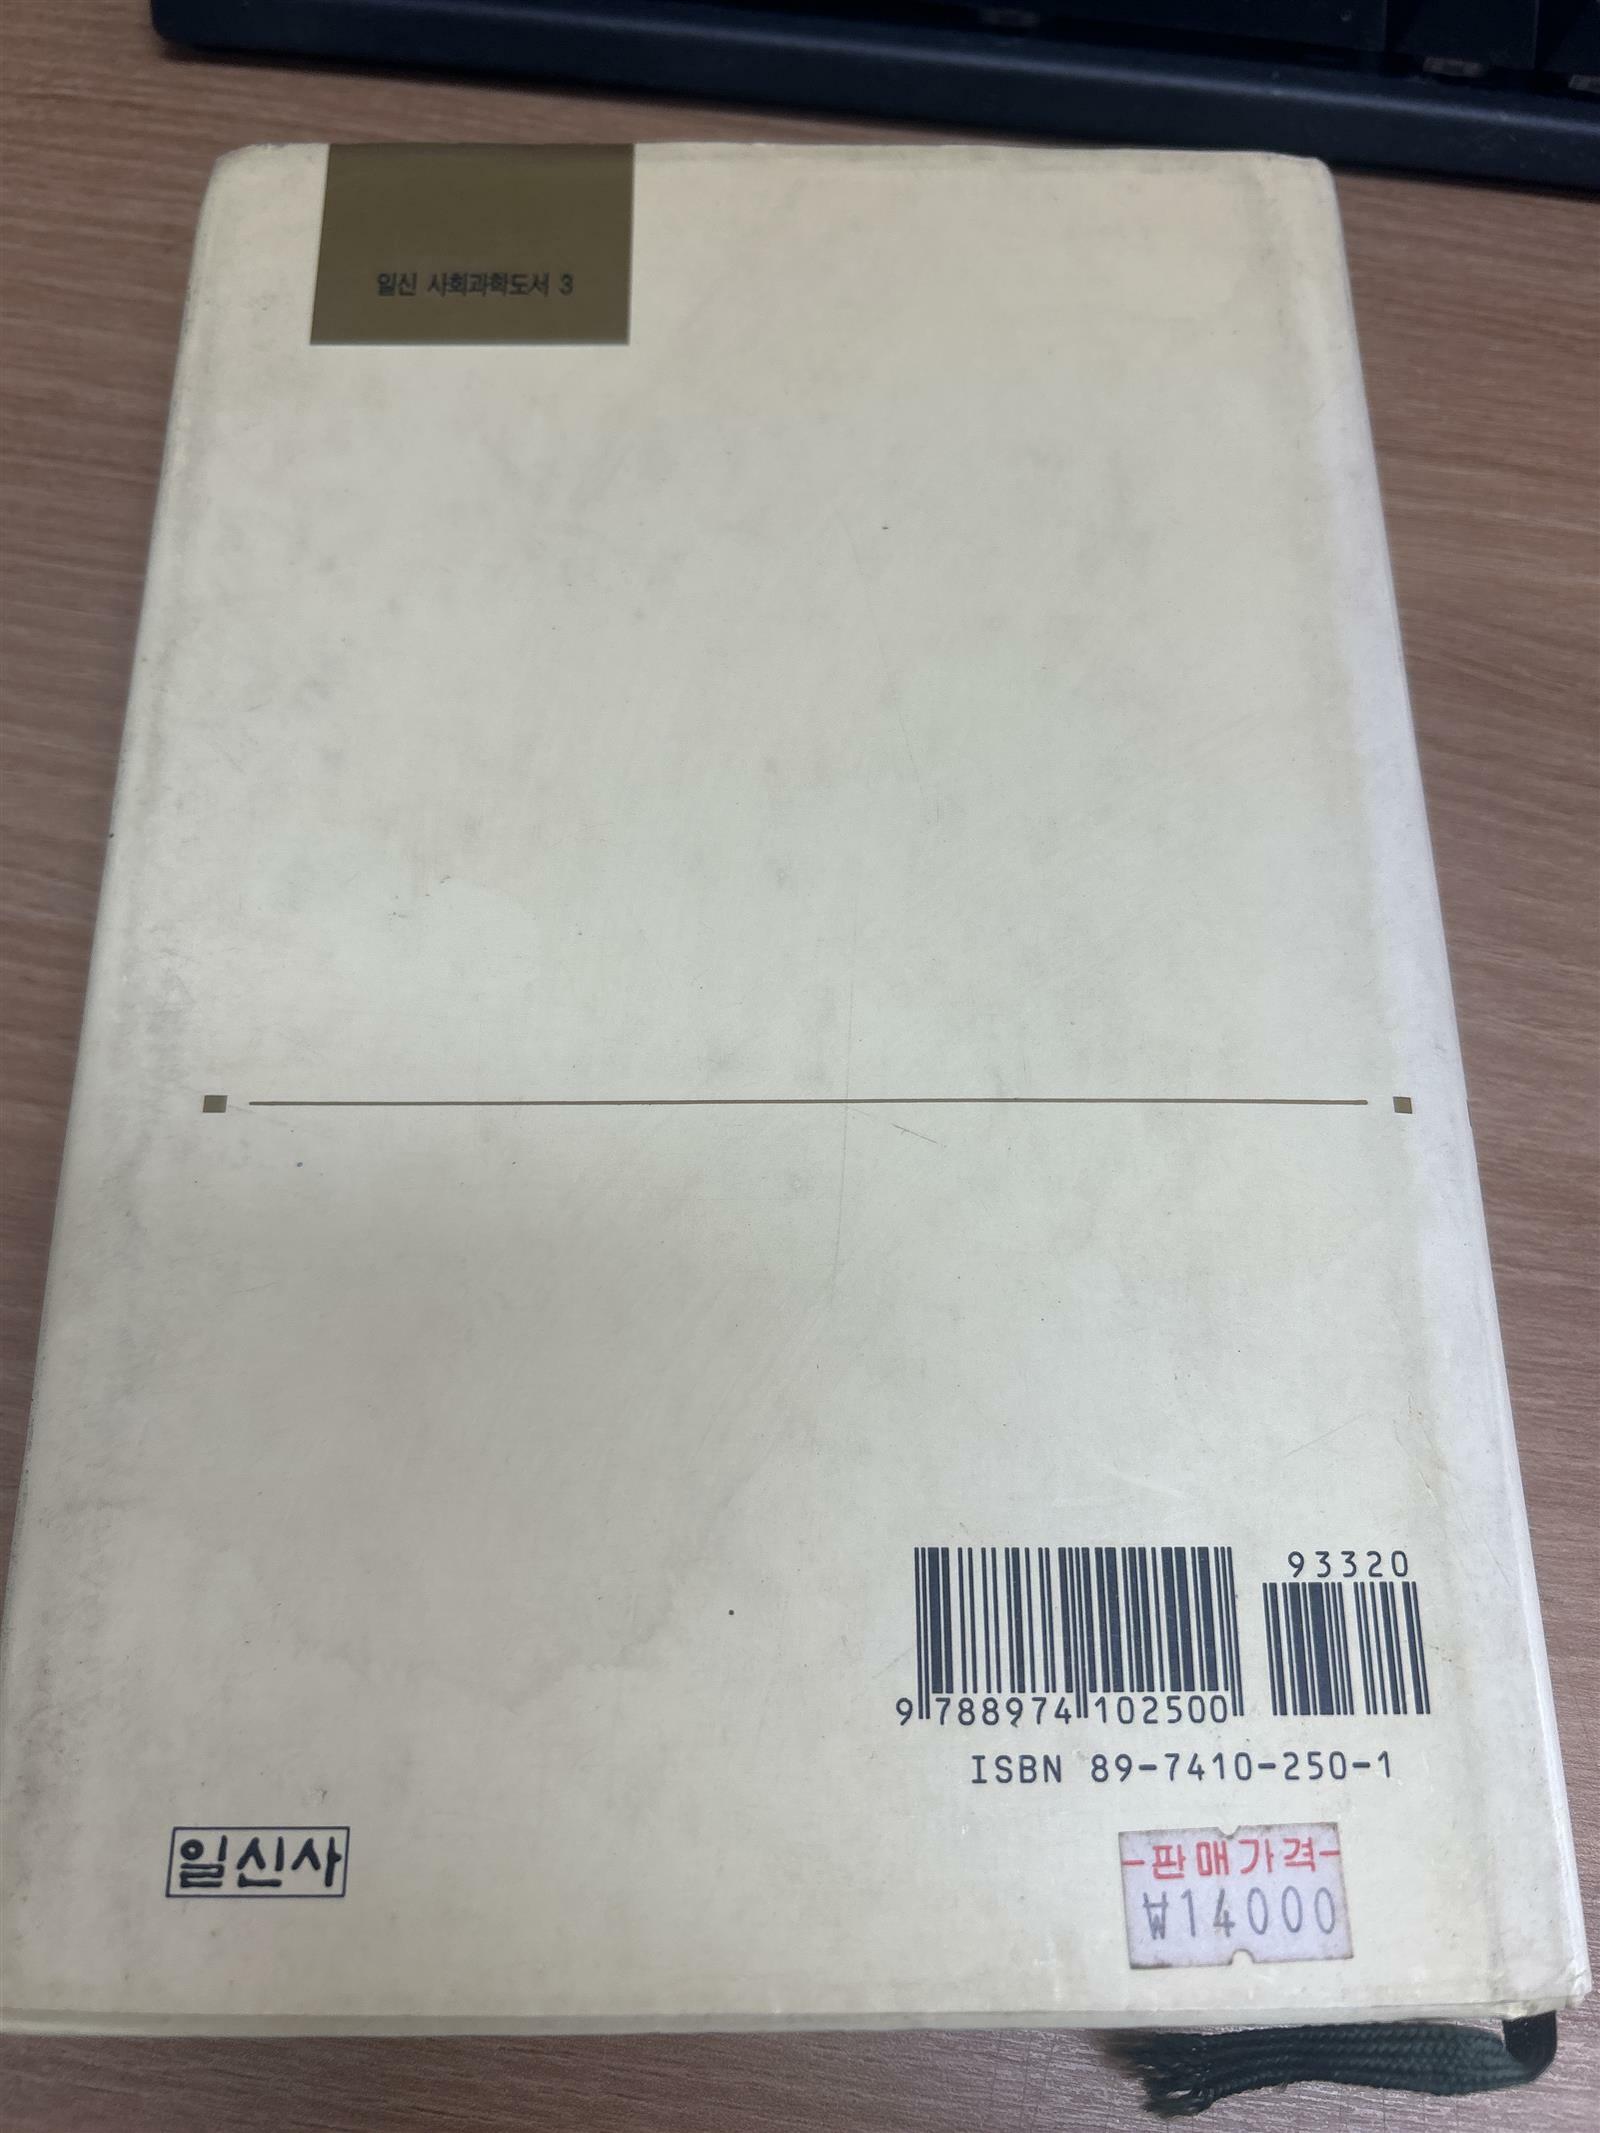 일신 사회과학도서 3
93320
9 788974 102500
ISBN 89-7410-250-1
일신사
-판매가격-
₩14000